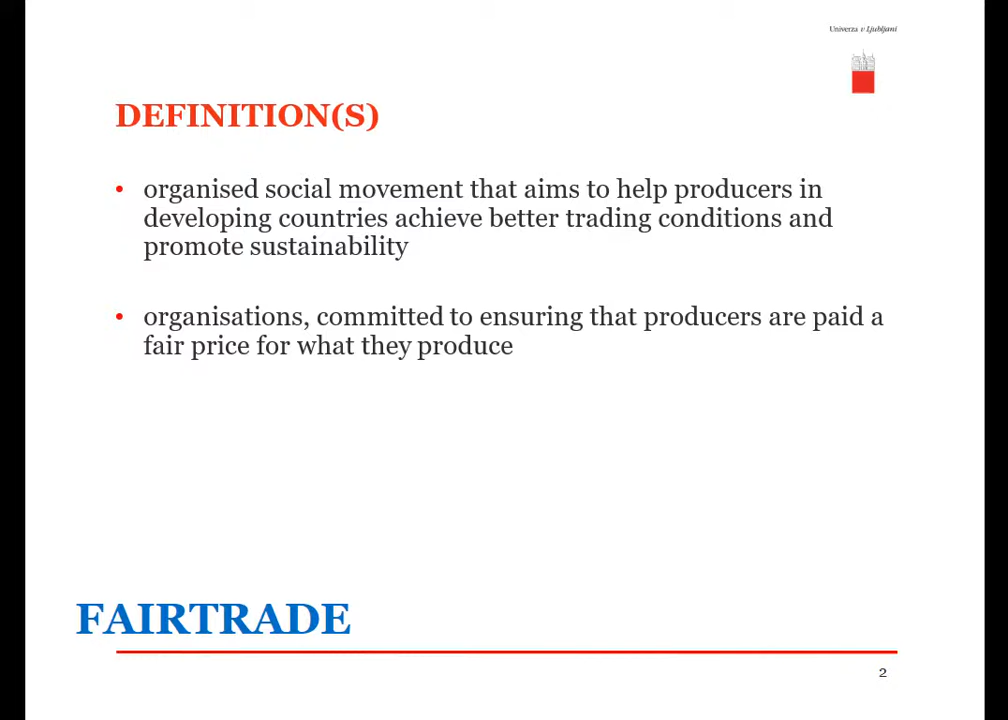 Univerza v Ljubljani
DEFINITION(S)
• organised social movement that aims to help producers in
developing countries achieve better trading conditions and
promote sustainability
• organisations, committed to ensuring that producers are paid a
fair price for what they produce
FAIRTRADE
2